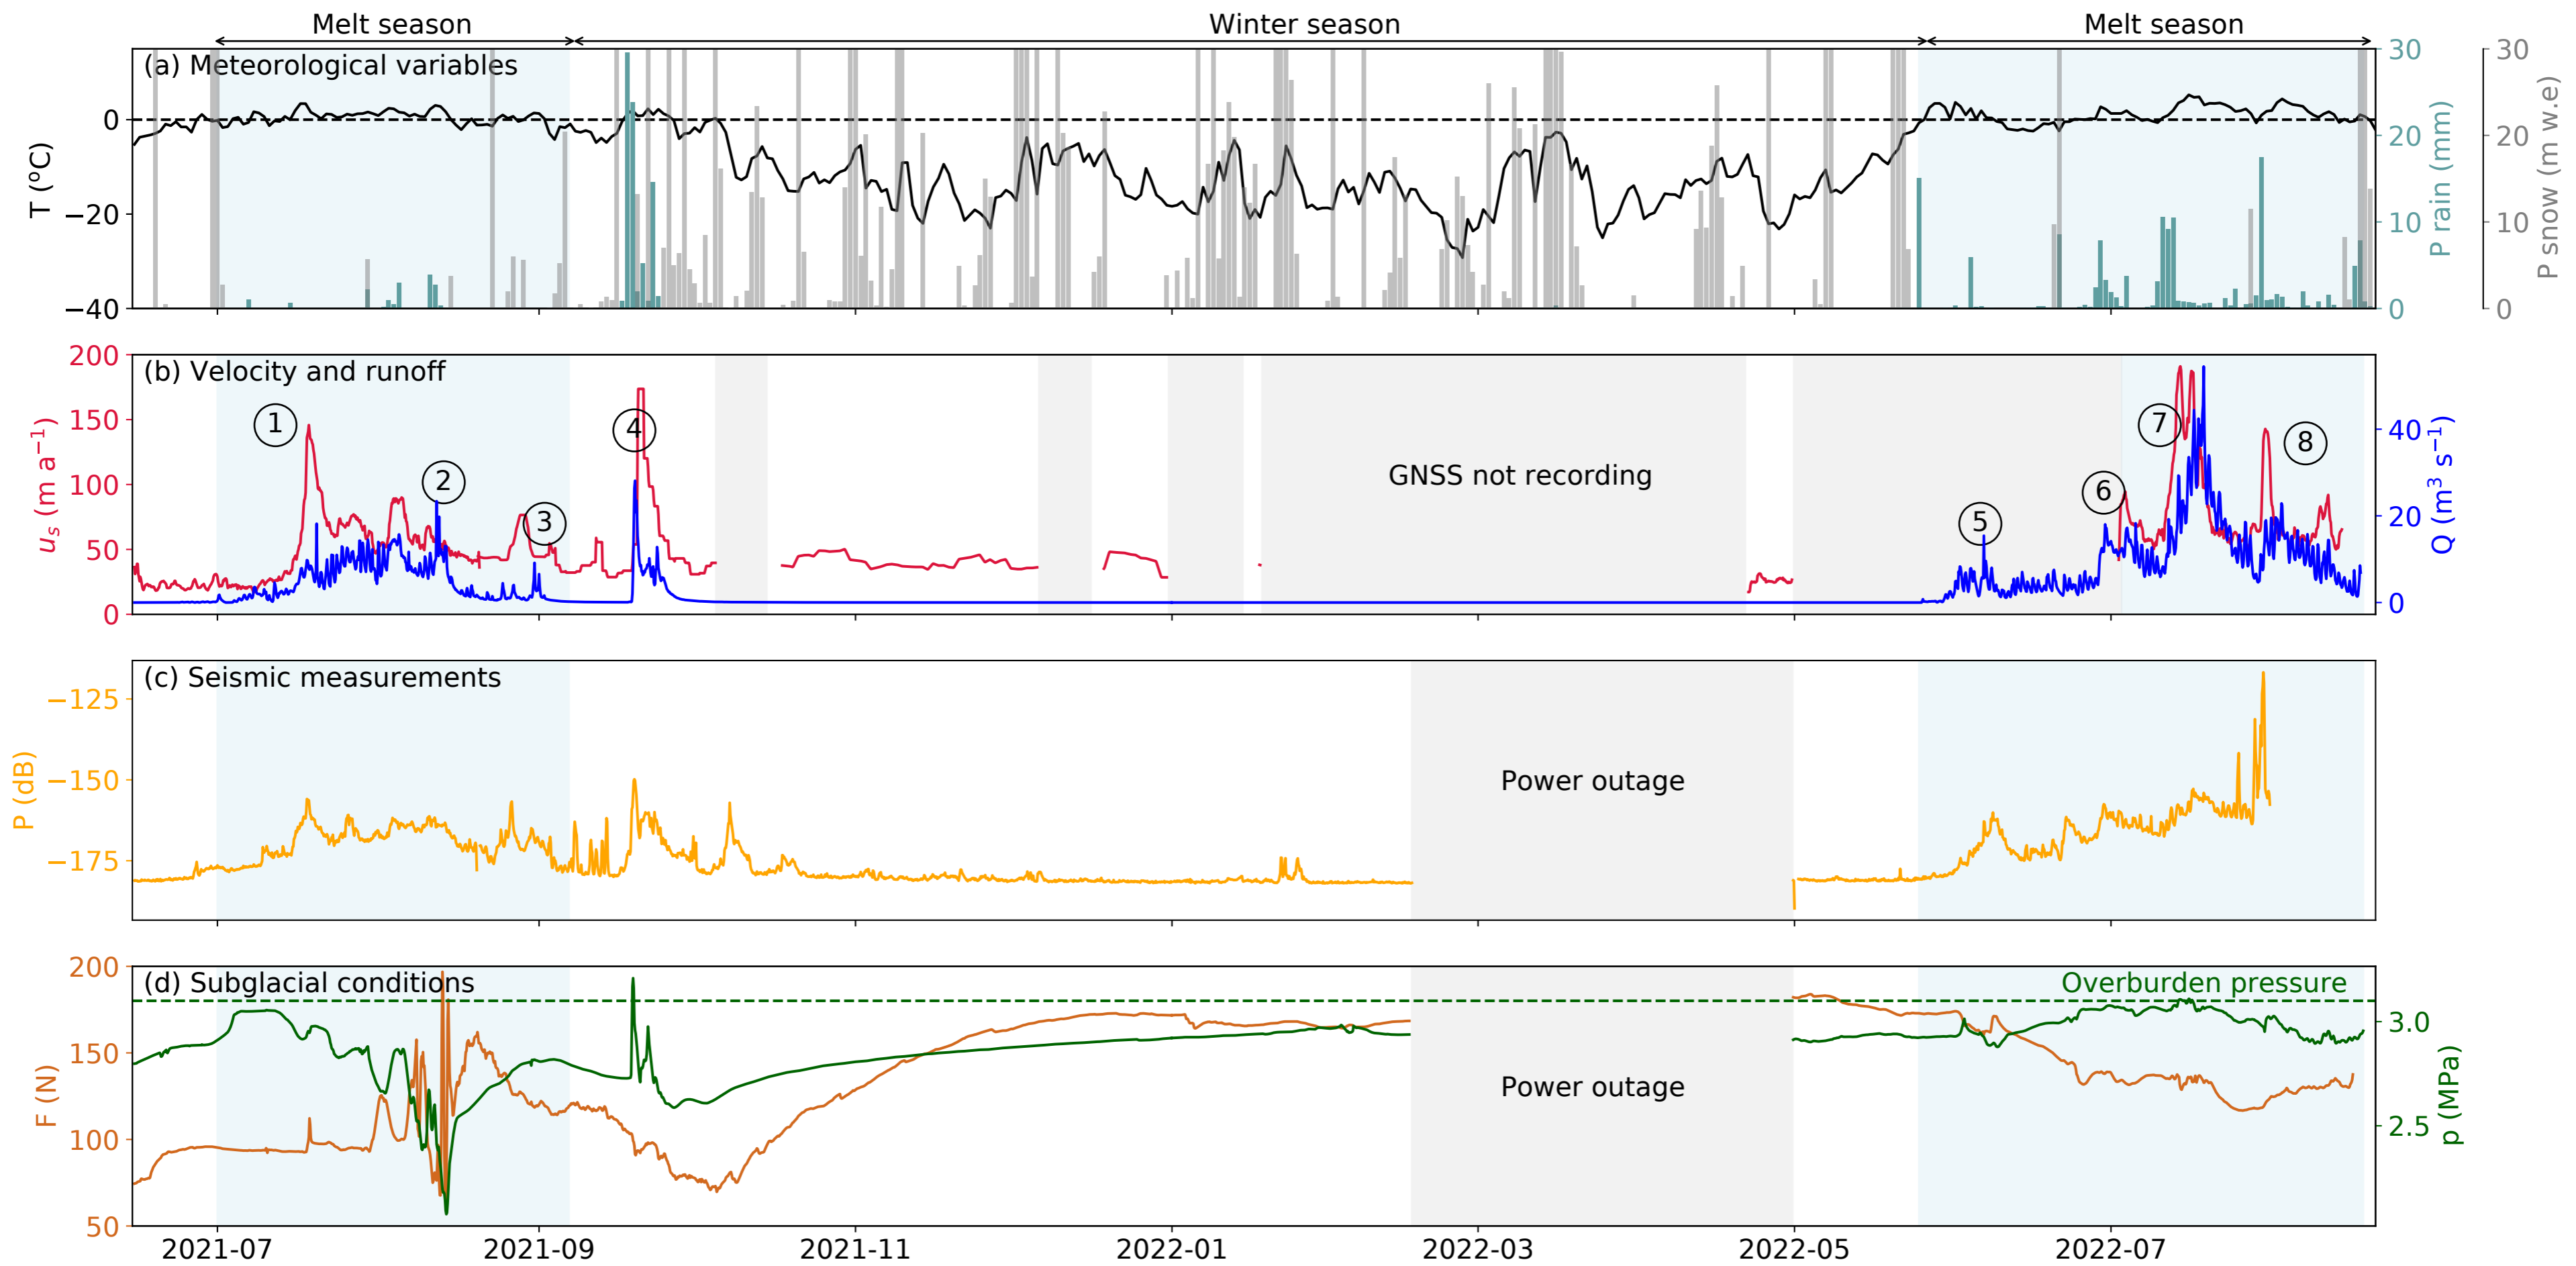 Melt season Winter season Melt season
(a) Meteorological variables
0
−20
−40
T (°C)
30
20
10
0
P rain (mm)
30
20
10
0
P snow (m w.e)
(b) Velocity and runoff
200
150
100
50
0
u_s (m a⁻¹)
40
20
0
Q (m³ s⁻¹)
1
2
3
4
GNSS not recording
5
6
7
8
(c) Seismic measurements
−125
−150
−175
P (dB)
Power outage
(d) Subglacial conditions
Overburden pressure
200
150
100
50
F (N)
3.0
2.5
p (MPa)
Power outage
2021-07 2021-09 2021-11 2022-01 2022-03 2022-05 2022-07